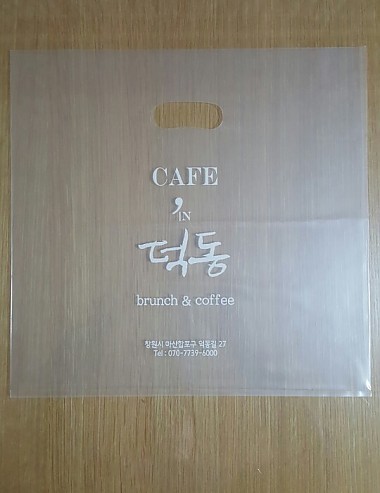 CAFE
'IN
덕동
brunch & coffee
창원시 마산합포구 덕동길 27
Tel : 070-7739-6000